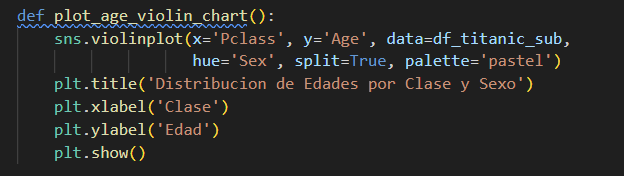 def plot_age_violin_chart():
    sns.violinplot(x='Pclass', y='Age', data=df_titanic_sub,
                   hue='Sex', split=True, palette='pastel')
    plt.title('Distribucion de Edades por Clase y Sexo')
    plt.xlabel('Clase')
    plt.ylabel('Edad')
    plt.show()